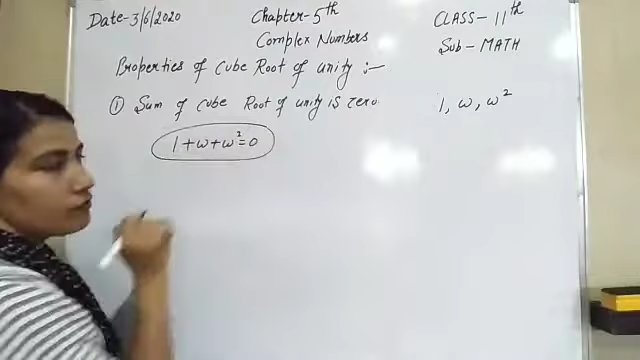 Date-3/6/2020 Chapter-5th CLASS-11th
Complex Numbers Sub-MATH
Properties of Cube Root of unity :-
① Sum of cube Root of unity is zero. 1, ω, ω²
1+ω+ω²=0